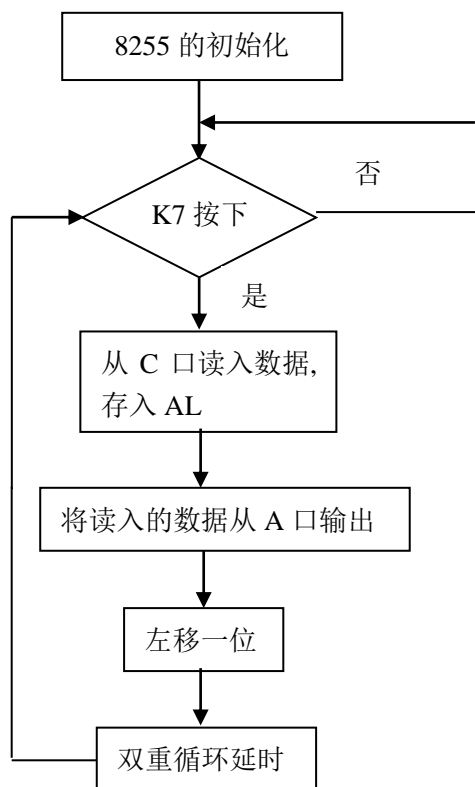 8255 的初始化
否
K7 按下
是
从 C 口读入数据,
存入 AL
将读入的数据从 A 口输出
左移一位
双重循环延时